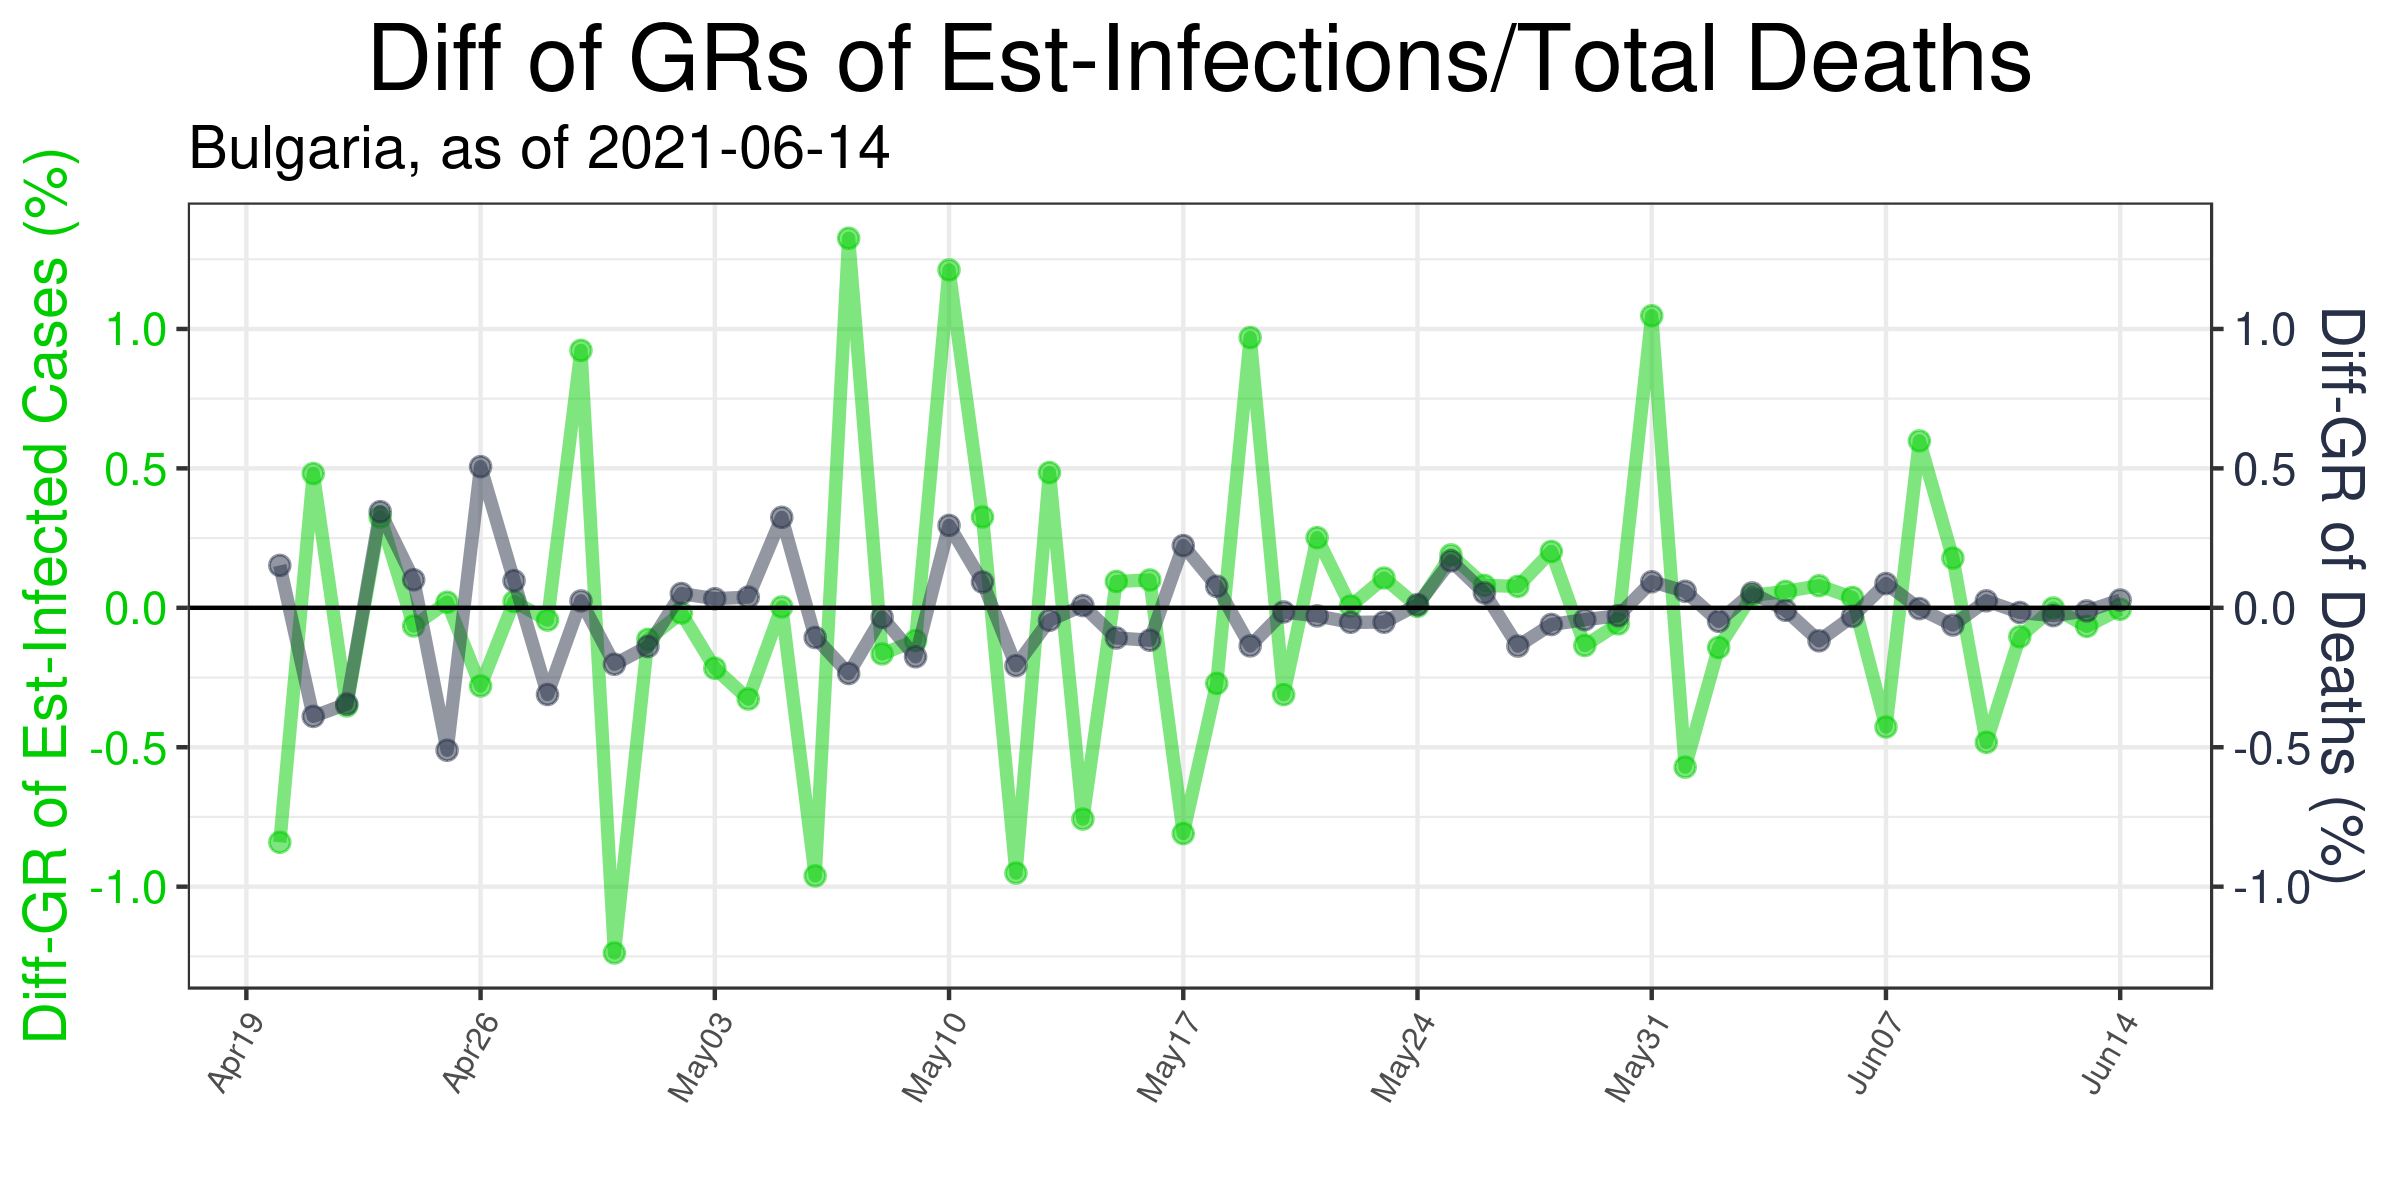 Diff of GRs of Est-Infections/Total Deaths
Bulgaria, as of 2021-06-14
Diff-GR of Est-Infected Cases (%)
1.0
0.5
0.0
-0.5
-1.0
1.0
0.5
0.0
-0.5
-1.0
Diff-GR of Deaths (%)
Apr19
Apr26
May03
May10
May17
May24
May31
Jun07
Jun14